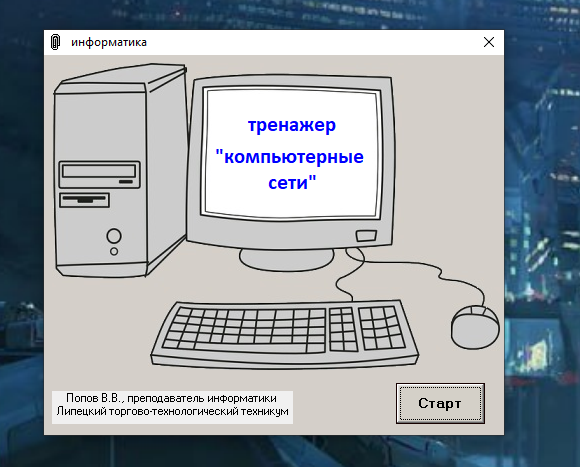 информатика
тренажер
"компьютерные
сети"
Попов В.В., преподаватель информатики
Липецкий торгово-технологический техникум
Старт